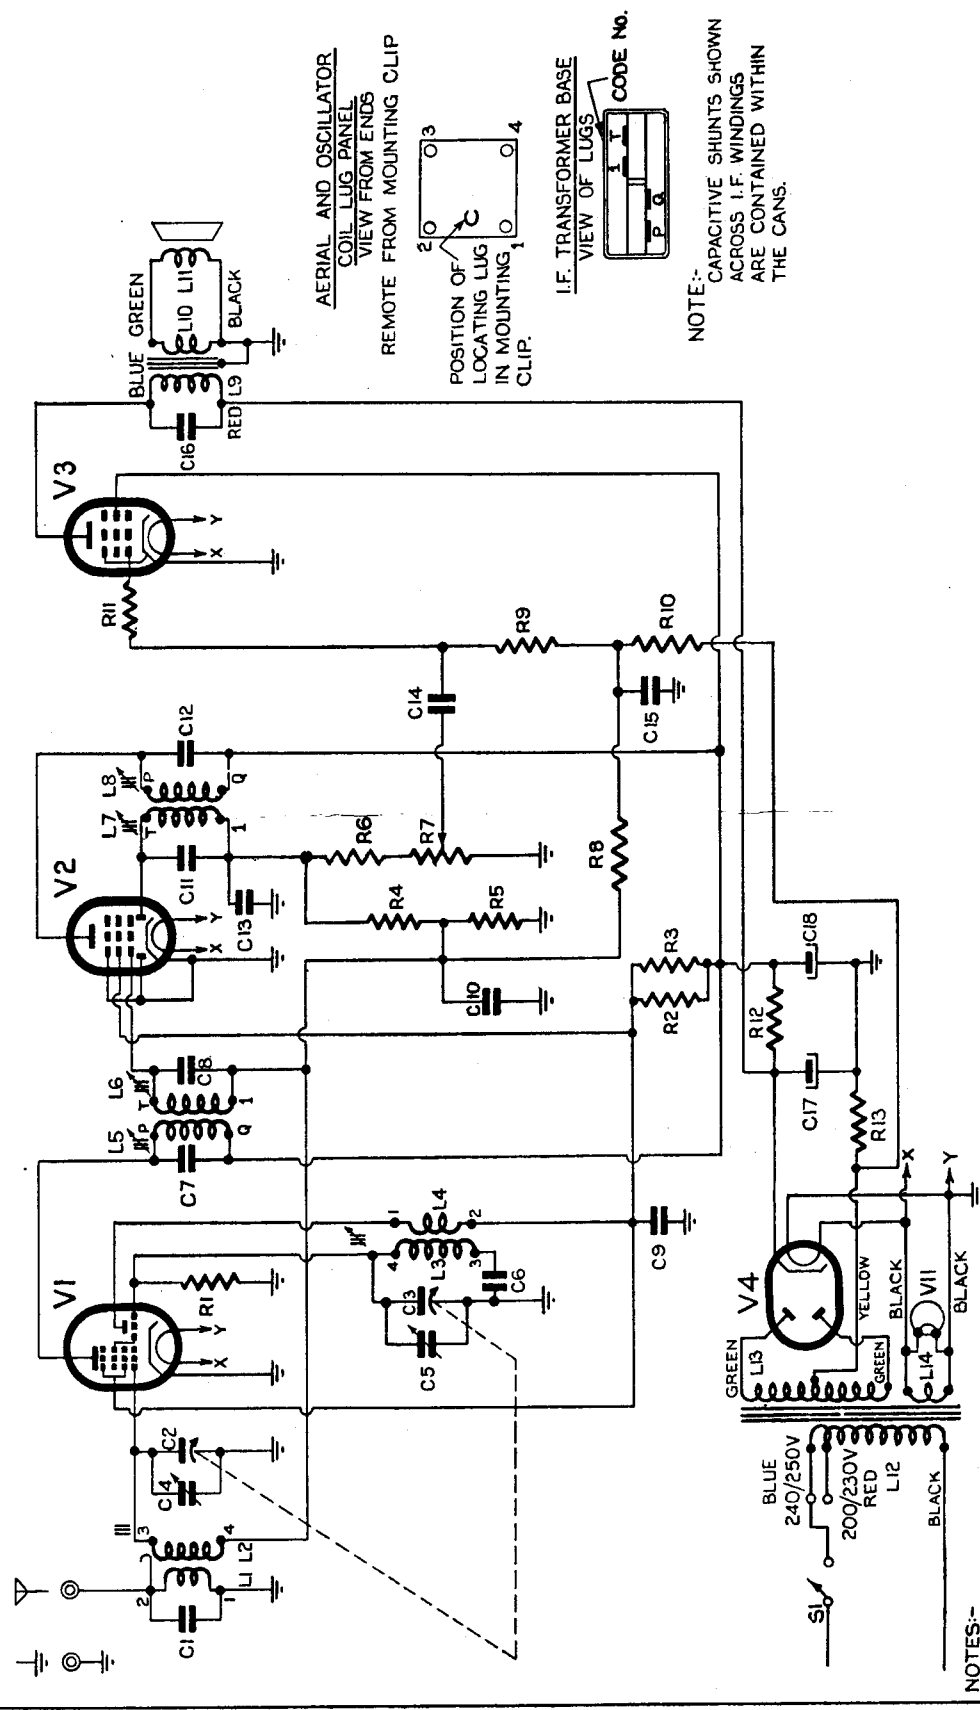 V1
V2
V3
V4
AERIAL AND OSCILLATOR
COIL LUG PANEL
VIEW FROM ENDS
REMOTE FROM MOUNTING CLIP
2
3
C
1
4
POSITION OF
LOCATING LUG
IN MOUNTING
CLIP.
I.F. TRANSFORMER BASE
VIEW OF LUGS
CODE No.
1 T
P Q
NOTE:-
CAPACITIVE SHUNTS SHOWN
ACROSS I.F. WINDINGS
ARE CONTAINED WITHIN
THE CANS.
C1
2
1
L1 L2
3
4
C4
C2
X
Y
R1
C5
C3
L3
4
3
L4
1
2
C6
C7
L5
P
Q
L6
T
1
C8
C9
X
Y
C10
C11
C13
L7
T
1
L8
P
Q
C12
R4
R5
R6
R7
R8
R2
R3
C14
R9
R10
C15
R11
X
Y
C16
BLUE
RED
L9
GREEN
L10 L11
BLACK
R12
C17
C18
R13
GREEN
L13
GREEN
YELLOW
BLACK
L14
V11
BLACK
X
Y
BLUE
240/250V
200/230V
RED
L12
BLACK
S1
NOTES:-